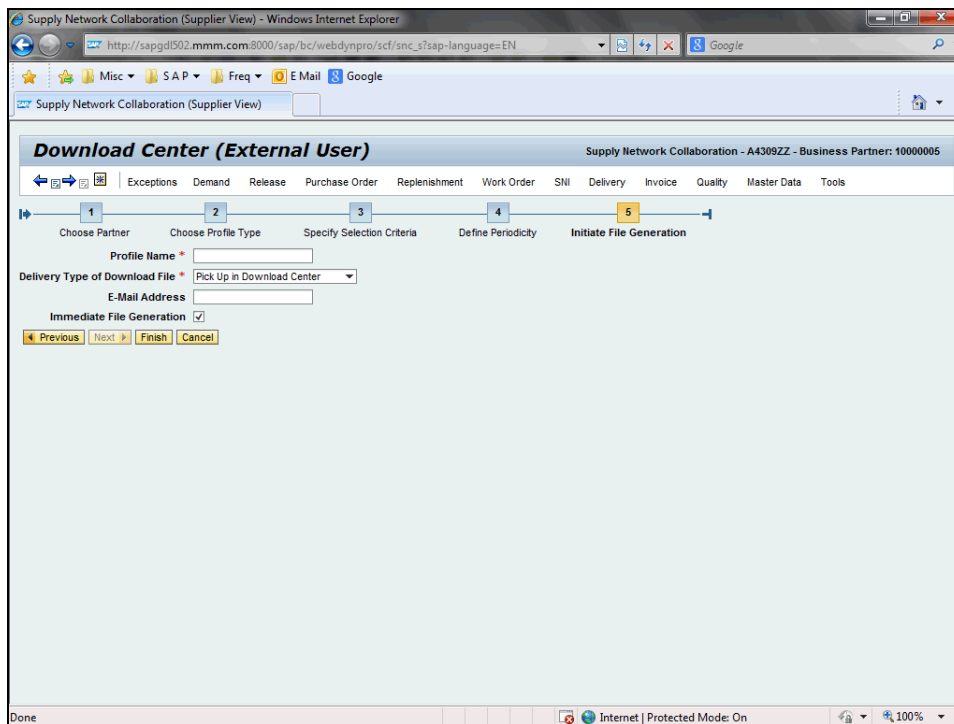 Supply Network Collaboration (Supplier View) - Windows Internet Explorer
http://sapgdl502.mmm.com:8000/sap/bc/webdynpro/scf/snc_s?sap-language=EN
Google
Misc SAP Freq E Mail Google
Supply Network Collaboration (Supplier View)
Download Center (External User)
Supply Network Collaboration - A4309ZZ - Business Partner: 10000005
Exceptions Demand Release Purchase Order Replenishment Work Order SNI Delivery Invoice Quality Master Data Tools
1 2 3 4 5
Choose Partner Choose Profile Type Specify Selection Criteria Define Periodicity Initiate File Generation
Profile Name *
Delivery Type of Download File * Pick Up in Download Center
E-Mail Address
Immediate File Generation
Previous Next Finish Cancel
Done Internet | Protected Mode: On 100%